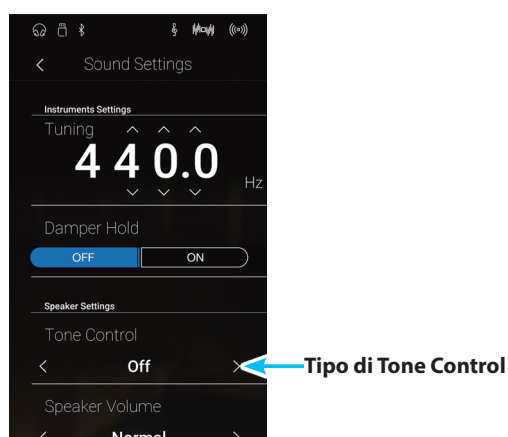 Sound Settings
Instruments Settings
Tuning
440.0 Hz
Damper Hold
OFF ON
Speaker Settings
Tone Control
Off
Tipo di Tone Control
Speaker Volume
Normal